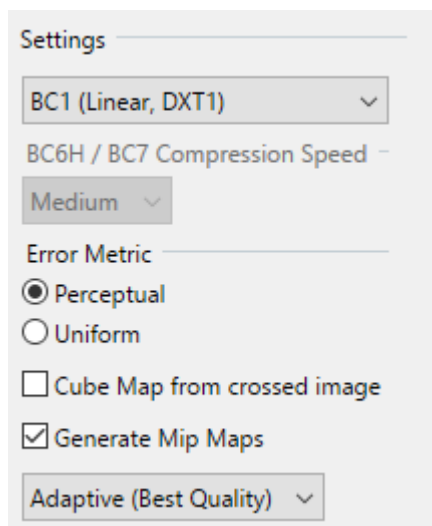 Settings
BC1 (Linear, DXT1)
BC6H / BC7 Compression Speed
Medium
Error Metric
Perceptual
Uniform
Cube Map from crossed image
Generate Mip Maps
Adaptive (Best Quality)